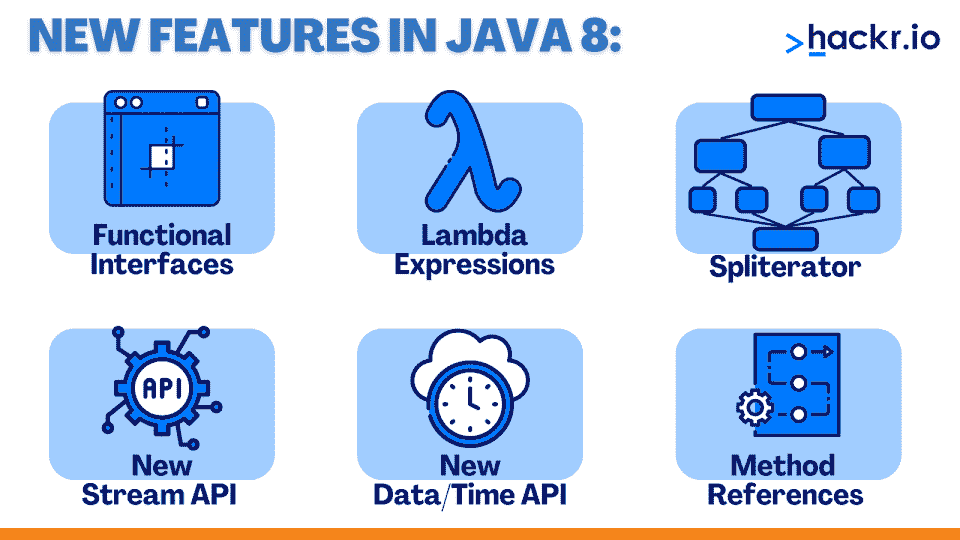 NEW FEATURES IN JAVA 8:
>hackr.io
Functional
Interfaces
Lambda
Expressions
Spliterator
API
New
Stream API
New
Data/Time API
Method
References